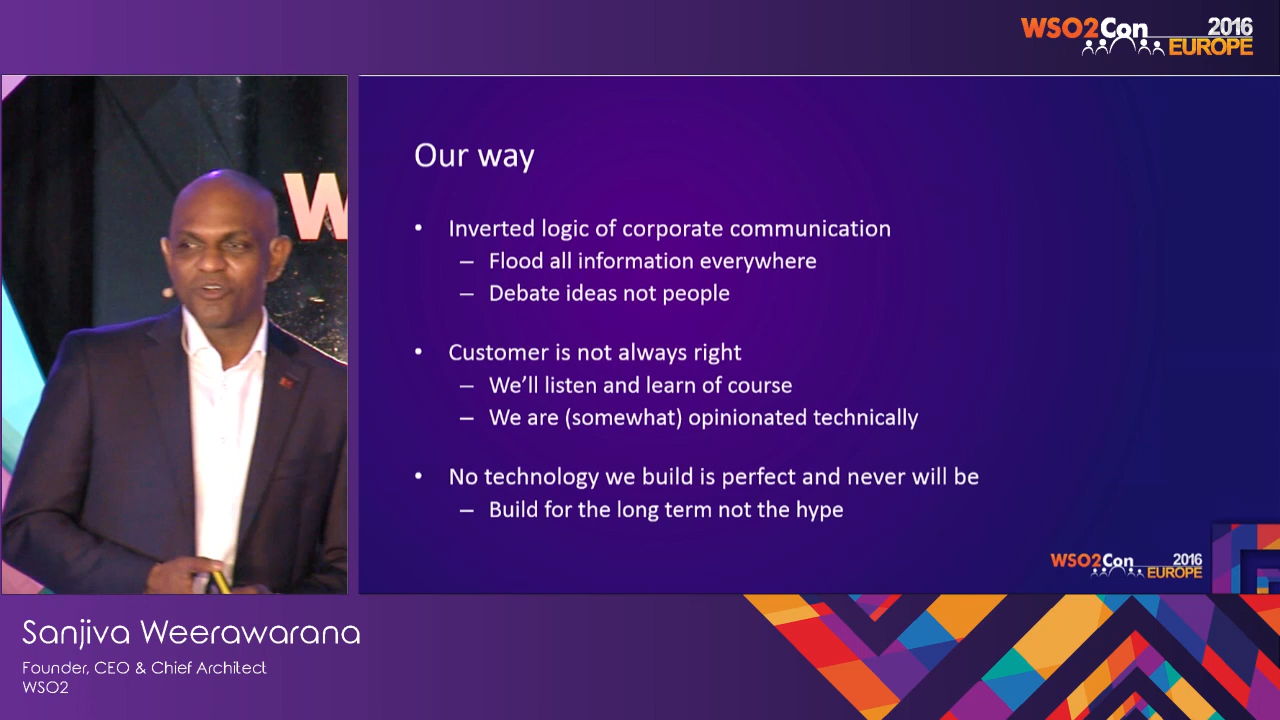 WSO2Con 2016
EUROPE
W
Our way
• Inverted logic of corporate communication
– Flood all information everywhere
– Debate ideas not people
• Customer is not always right
– We'll listen and learn of course
– We are (somewhat) opinionated technically
• No technology we build is perfect and never will be
– Build for the long term not the hype
WSO2Con 2016
EUROPE
Sanjiva Weerawarana
Founder, CEO & Chief Architect
WSO2